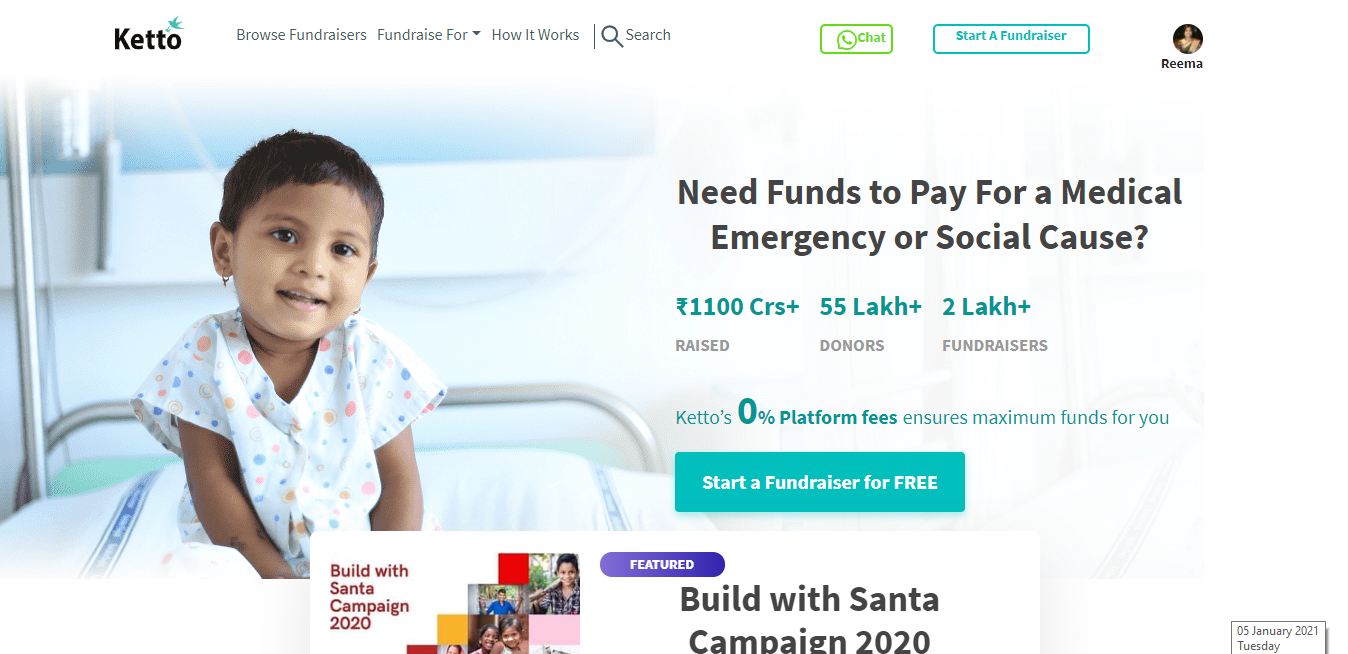 Ketto
Browse Fundraisers Fundraise For How It Works Search
Chat
Start A Fundraiser
Reema
Need Funds to Pay For a Medical
Emergency or Social Cause?
₹1100 Crs+ 55 Lakh+ 2 Lakh+
RAISED DONORS FUNDRAISERS
Ketto’s 0% Platform fees ensures maximum funds for you
Start a Fundraiser for FREE
Build with
Santa
Campaign
2020
FEATURED
Build with Santa
Campaign 2020
05 January 2021
Tuesday